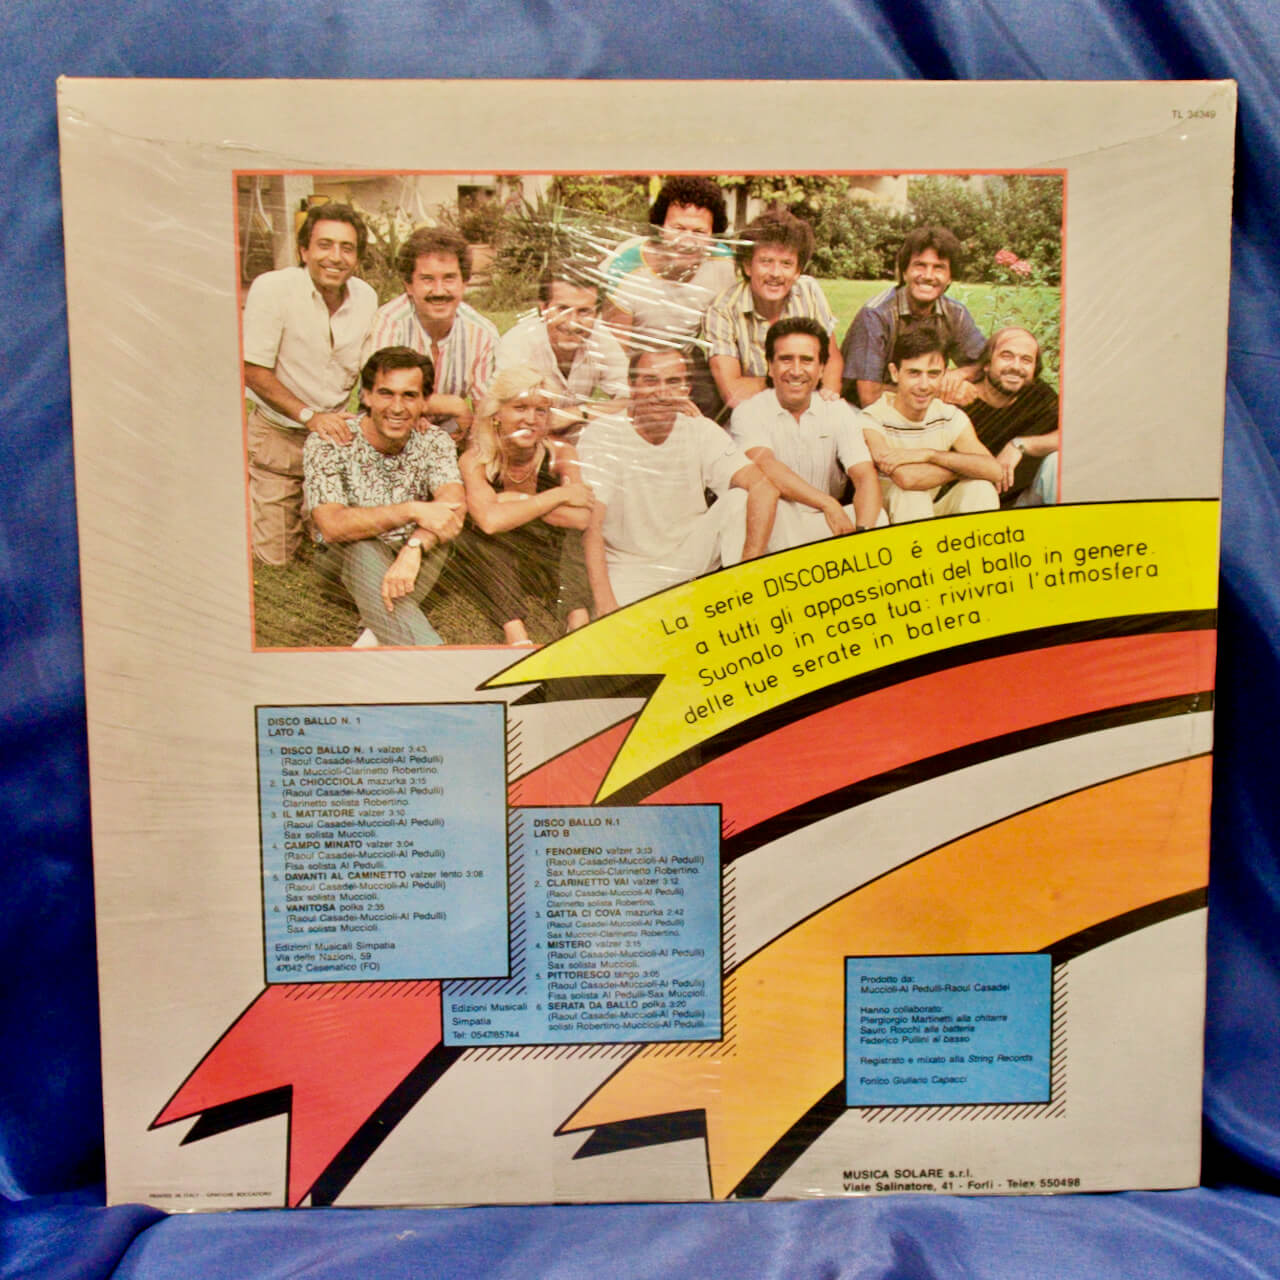 TL 34349
La serie DISCOBALLO é dedicata
a tutti gli appassionati del ballo in genere.
Suonalo in casa tua: rivivrai l'atmosfera
delle tue serate in balera.
DISCO BALLO N. 1
LATO A
1. DISCO BALLO N. 1 valzer 3:43
(Raoul Casadei-Muccioli-Al Pedulli)
Sax Muccioli-Clarinetto Robertino.
2. LA CHIOCCIOLA mazurka 3:15
(Raoul Casadei-Muccioli-Al Pedulli)
Clarinetto solista Robertino.
3. IL MATTATORE valzer 3:10
(Raoul Casadei-Muccioli-Al Pedulli)
Sax solista Muccioli.
4. CAMPO MINATO valzer 3:04
(Raoul Casadei-Muccioli-Al Pedulli)
Fisa solista Al Pedulli.
5. DAVANTI AL CAMINETTO valzer lento 3:08
(Raoul Casadei-Muccioli-Al Pedulli)
Sax solista Muccioli.
6. VANITOSA polka 2:35
(Raoul Casadei-Muccioli-Al Pedulli)
Sax solista Muccioli.
Edizioni Musicali Simpatia
Via delle Nazioni, 59
47042 Cesenatico (FO)
DISCO BALLO N.1
LATO B
1. FENOMENO valzer 3:13
(Raoul Casadei-Muccioli-Al Pedulli)
Sax Muccioli-Clarinetto Robertino.
2. CLARINETTO VAI valzer 3:12
(Raoul Casadei-Muccioli-Al Pedulli)
Clarinetto solista Robertino.
3. GATTA CI COVA mazurka 2:42
(Raoul Casadei-Muccioli-Al Pedulli)
Sax Muccioli-Clarinetto Robertino.
4. MISTERO valzer 3:15
(Raoul Casadei-Muccioli-Al Pedulli)
Sax solista Muccioli.
5. PITTORESCO tango 3:05
(Raoul Casadei-Muccioli-Al Pedulli)
Fisa solista Al Pedulli-Sax Muccioli.
6. SERATA DA BALLO polka 3:20
(Raoul Casadei-Muccioli-Al Pedulli)
solisti Robertino-Muccioli-Al Pedulli.
Edizioni Musicali
Simpatia
Tel: 0547/85744
Prodotto da:
Muccioli-Al Pedulli-Raoul Casadei
Hanno collaborato:
Piergiorgio Martinetti alla chitarra
Sauro Rocchi alla batteria
Federico Pullini al basso
Registrato e mixato alla String Records
Fonico Giuliano Capacci
MUSICA SOLARE s.r.l.
Viale Salinatore, 41 - Forlì - Telex 550498
PRINTED IN ITALY - GRAFICHE BOCCADORO